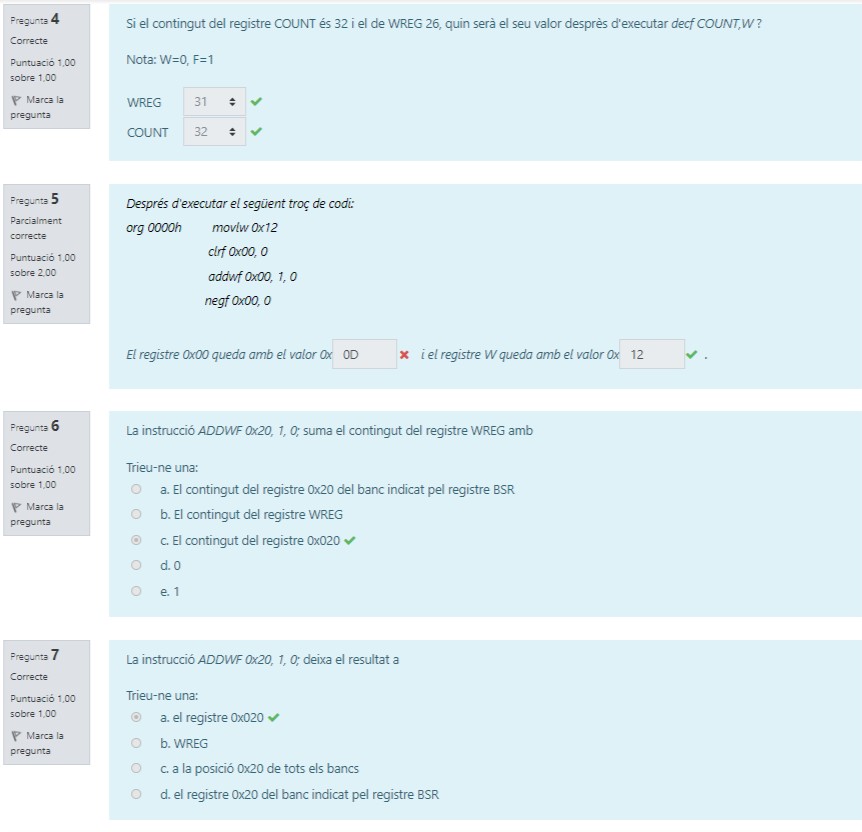 Pregunta 4
Correcte
Puntuació 1,00
sobre 1,00
Marca la
pregunta
Si el contingut del registre COUNT és 32 i el de WREG 26, quin serà el seu valor desprès d'executar decf COUNT,W ?
Nota: W=0, F=1
WREG 31
COUNT 32
Pregunta 5
Parcialment
correcte
Puntuació 1,00
sobre 2,00
Marca la
pregunta
Després d'executar el següent troç de codi:
org 0000h movlw 0x12
clrf 0x00, 0
addwf 0x00, 1, 0
negf 0x00, 0
El registre 0x00 queda amb el valor 0x 0D i el registre W queda amb el valor 0x 12 .
Pregunta 6
Correcte
Puntuació 1,00
sobre 1,00
Marca la
pregunta
La instrucció ADDWF 0x20, 1, 0; suma el contingut del registre WREG amb
Trieu-ne una:
a. El contingut del registre 0x20 del banc indicat pel registre BSR
b. El contingut del registre WREG
c. El contingut del registre 0x020
d. 0
e. 1
Pregunta 7
Correcte
Puntuació 1,00
sobre 1,00
Marca la
pregunta
La instrucció ADDWF 0x20, 1, 0; deixa el resultat a
Trieu-ne una:
a. el registre 0x020
b. WREG
c. a la posició 0x20 de tots els bancs
d. el registre 0x20 del banc indicat pel registre BSR